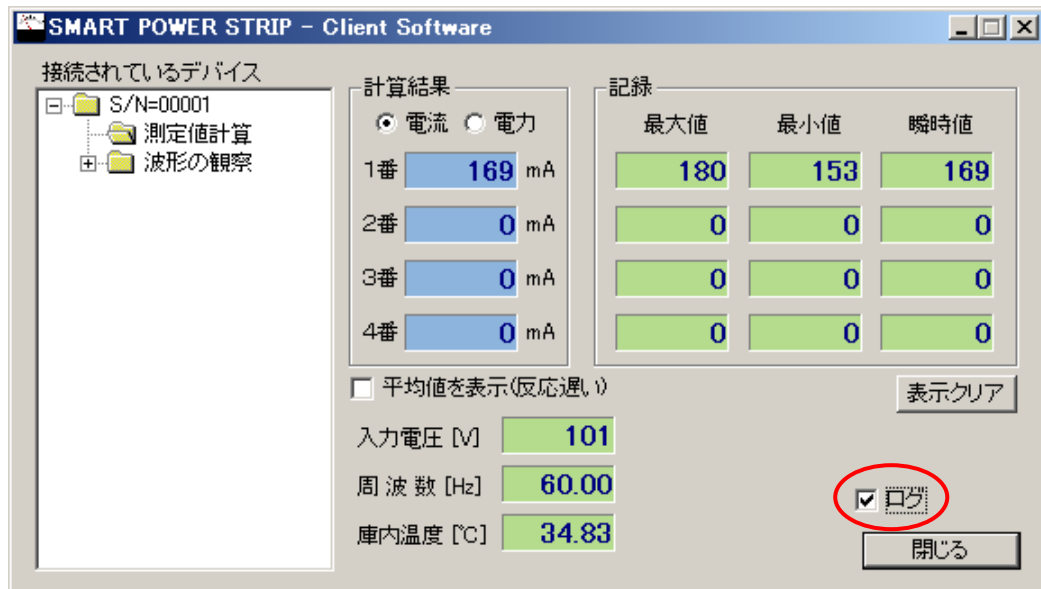 SMART POWER STRIP - Client Software
接続されているデバイス
S/N=00001
測定値計算
波形の観察
計算結果
電流 電力
1番 169 mA
2番 0 mA
3番 0 mA
4番 0 mA
記録
最大値 最小値 瞬時値
180 153 169
0 0 0
0 0 0
0 0 0
平均値を表示(反応遅い)
表示クリア
入力電圧 [V] 101
周 波 数 [Hz] 60.00
庫内温度 [℃] 34.83
ログ
閉じる